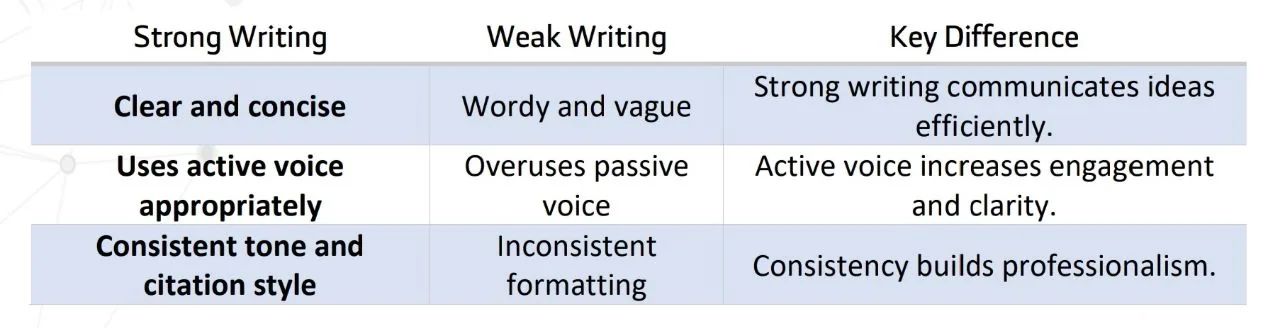 Strong Writing
Weak Writing
Key Difference
Clear and concise
Wordy and vague
Strong writing communicates ideas
efficiently.
Uses active voice
appropriately
Overuses passive
voice
Active voice increases engagement
and clarity.
Consistent tone and
citation style
Inconsistent
formatting
Consistency builds professionalism.